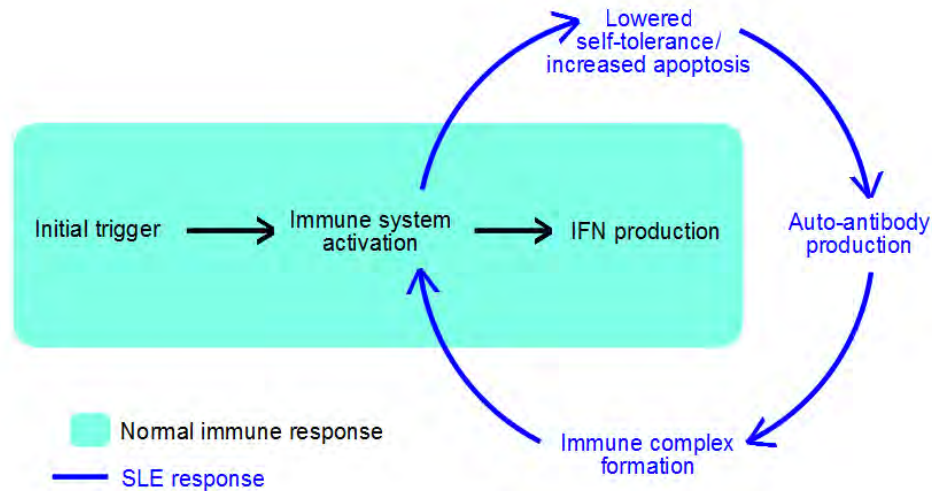 Lowered
self-tolerance/
increased apoptosis
Initial trigger
Immune system
activation
IFN production
Auto-antibody
production
Immune complex
formation
Normal immune response
SLE response